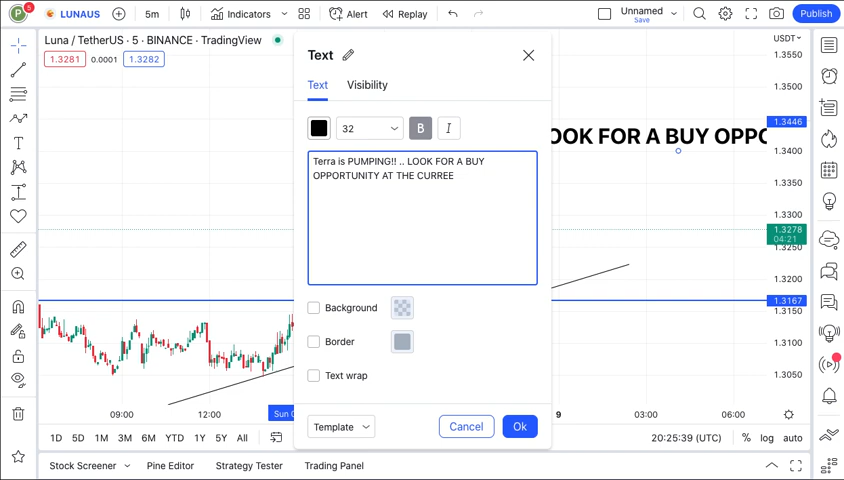 P 5 LUNAUS 5m Indicators Alert Replay Unnamed Save Publish
Luna / TetherUS · 5 · BINANCE · TradingView
1.3281 0.0001 1.3282
USDT
1.3550
1.3500
1.3446
1.3400
1.3350
1.3300
1.3278
04:21
1.3250
1.3200
1.3167
1.3150
1.3100
1.3050
OOK FOR A BUY OPPO
Text
Text Visibility
32 B I
Terra is PUMPING!! .. LOOK FOR A BUY
OPPORTUNITY AT THE CURREE
Background
Border
Text wrap
Template Cancel Ok
09:00 12:00 Sun 9 03:00 06:00
1D 5D 1M 3M 6M YTD 1Y 5Y All 20:25:39 (UTC) % log auto
Stock Screener Pine Editor Strategy Tester Trading Panel